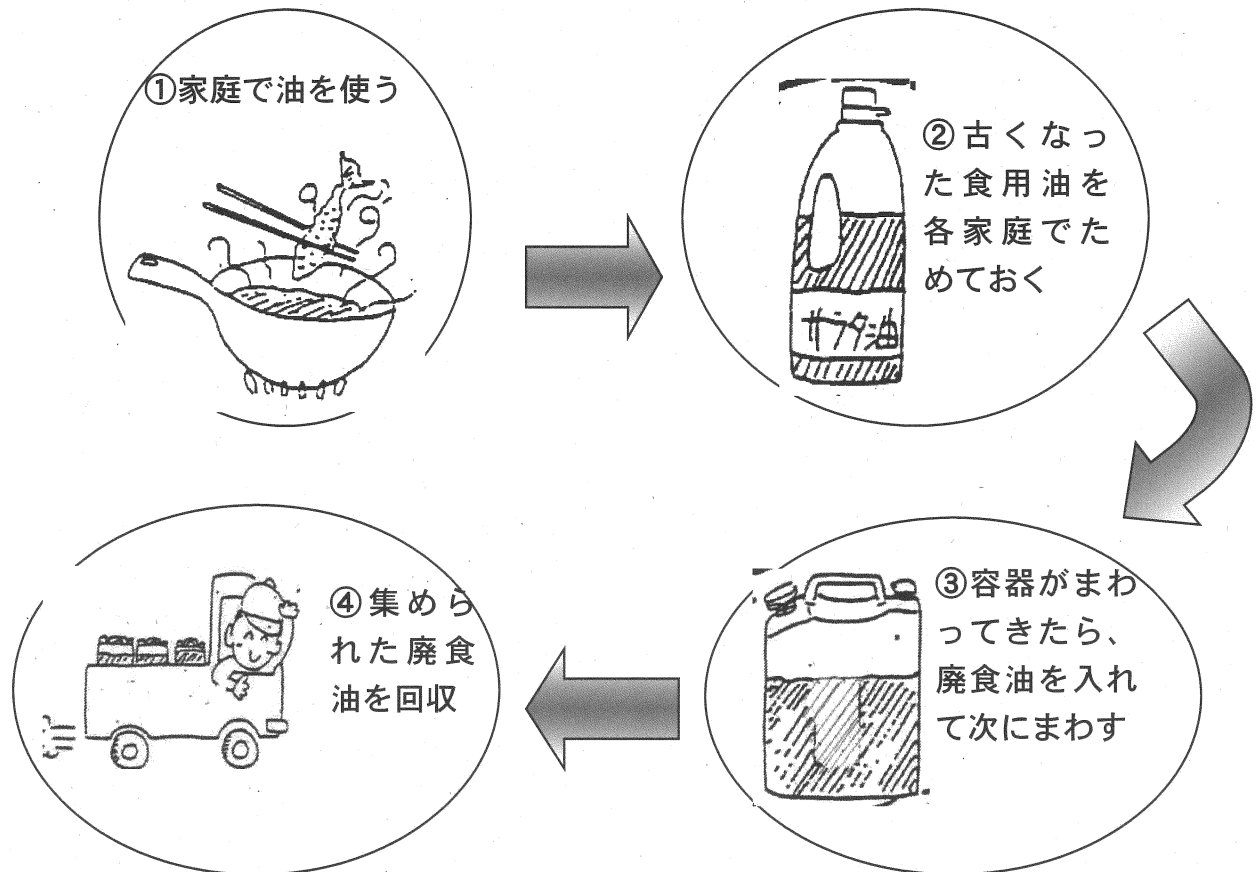 ①家庭で油を使う
②古くなっ
た食用油を
各家庭でた
めておく
サラダ油
③容器がまわ
ってきたら、
廃食油を入れ
て次にまわす
④集めら
れた廃食
油を回収